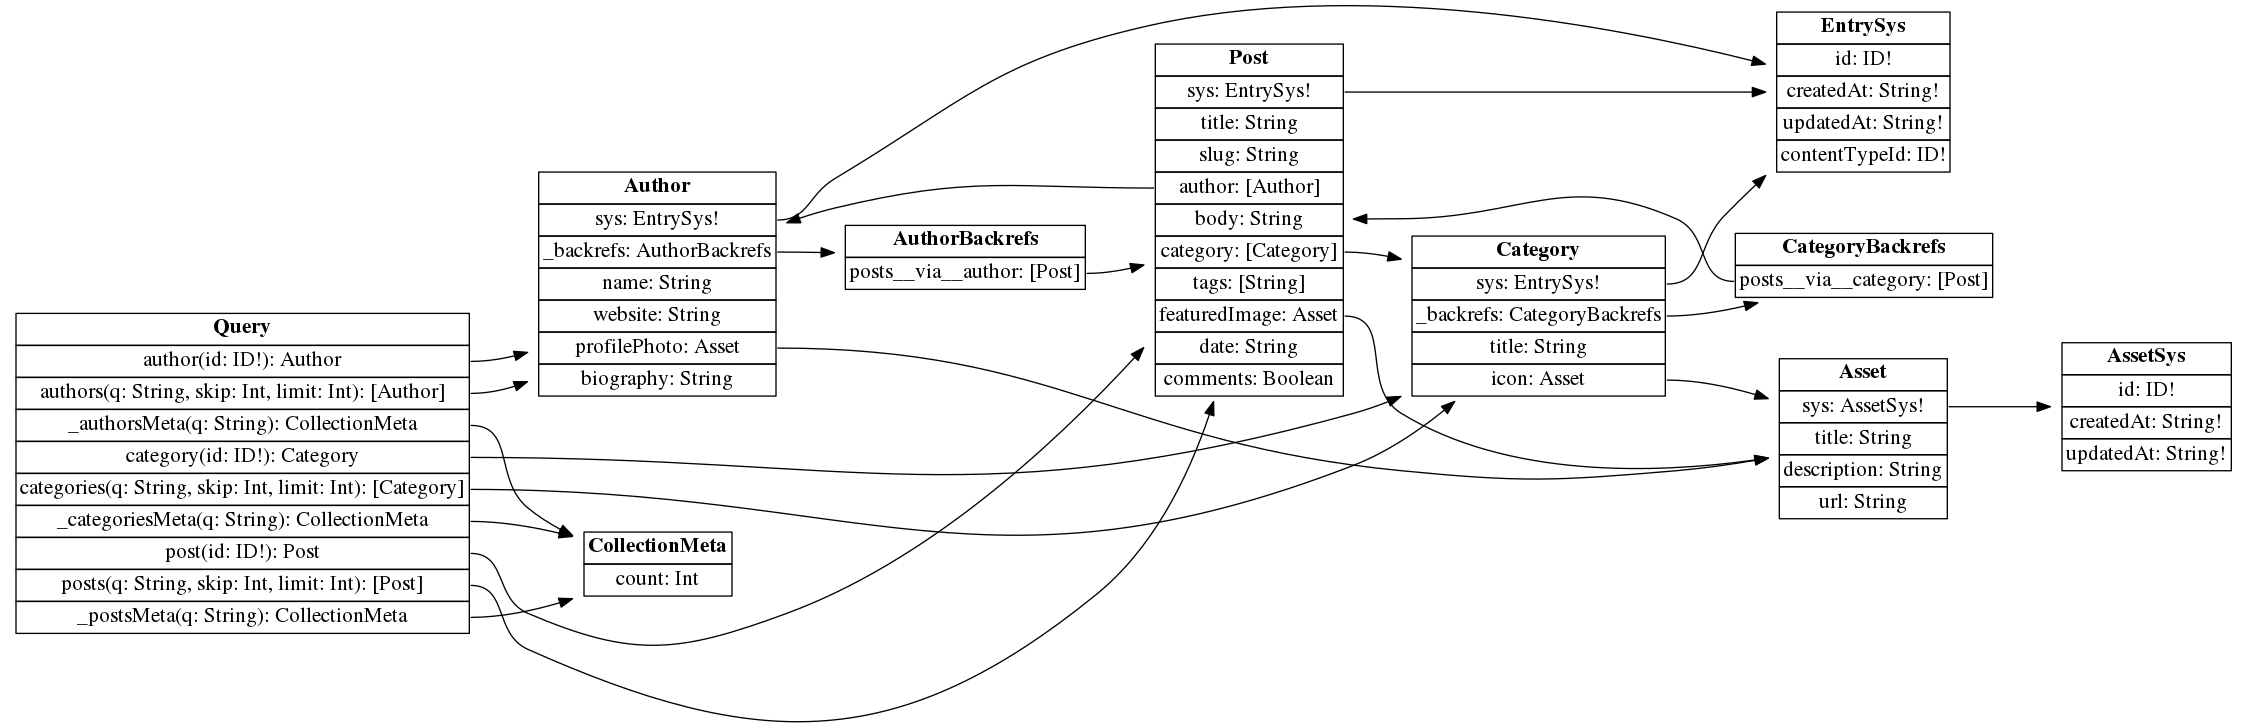 Query
author(id: ID!): Author
authors(q: String, skip: Int, limit: Int): [Author]
_authorsMeta(q: String): CollectionMeta
category(id: ID!): Category
categories(q: String, skip: Int, limit: Int): [Category]
_categoriesMeta(q: String): CollectionMeta
post(id: ID!): Post
posts(q: String, skip: Int, limit: Int): [Post]
_postsMeta(q: String): CollectionMeta
Author
sys: EntrySys!
_backrefs: AuthorBackrefs
name: String
website: String
profilePhoto: Asset
biography: String
CollectionMeta
count: Int
AuthorBackrefs
posts__via__author: [Post]
Post
sys: EntrySys!
title: String
slug: String
author: [Author]
body: String
category: [Category]
tags: [String]
featuredImage: Asset
date: String
comments: Boolean
Category
sys: EntrySys!
_backrefs: CategoryBackrefs
title: String
icon: Asset
EntrySys
id: ID!
createdAt: String!
updatedAt: String!
contentTypeId: ID!
CategoryBackrefs
posts__via__category: [Post]
Asset
sys: AssetSys!
title: String
description: String
url: String
AssetSys
id: ID!
createdAt: String!
updatedAt: String!